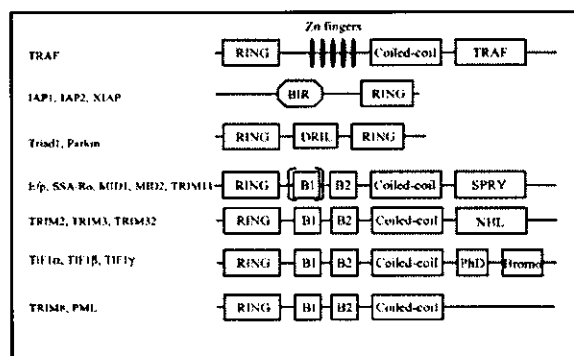 Zn fingers
TRAF RING Coiled-coil TRAF
IAP1, IAP2, XIAP BIR RING
Triad1, Parkin RING DRIL RING
Efp, SSA/Ro, MID1, MID2, TRIM11 RING B1 B2 Coiled-coil SPRY
TRIM2, TRIM3, TRIM32 RING B1 B2 Coiled-coil NHL
TIF1α, TIF1β, TIF1γ RING B1 B2 Coiled-coil PhD Bromo
TRIM8, PML RING B1 B2 Coiled-coil